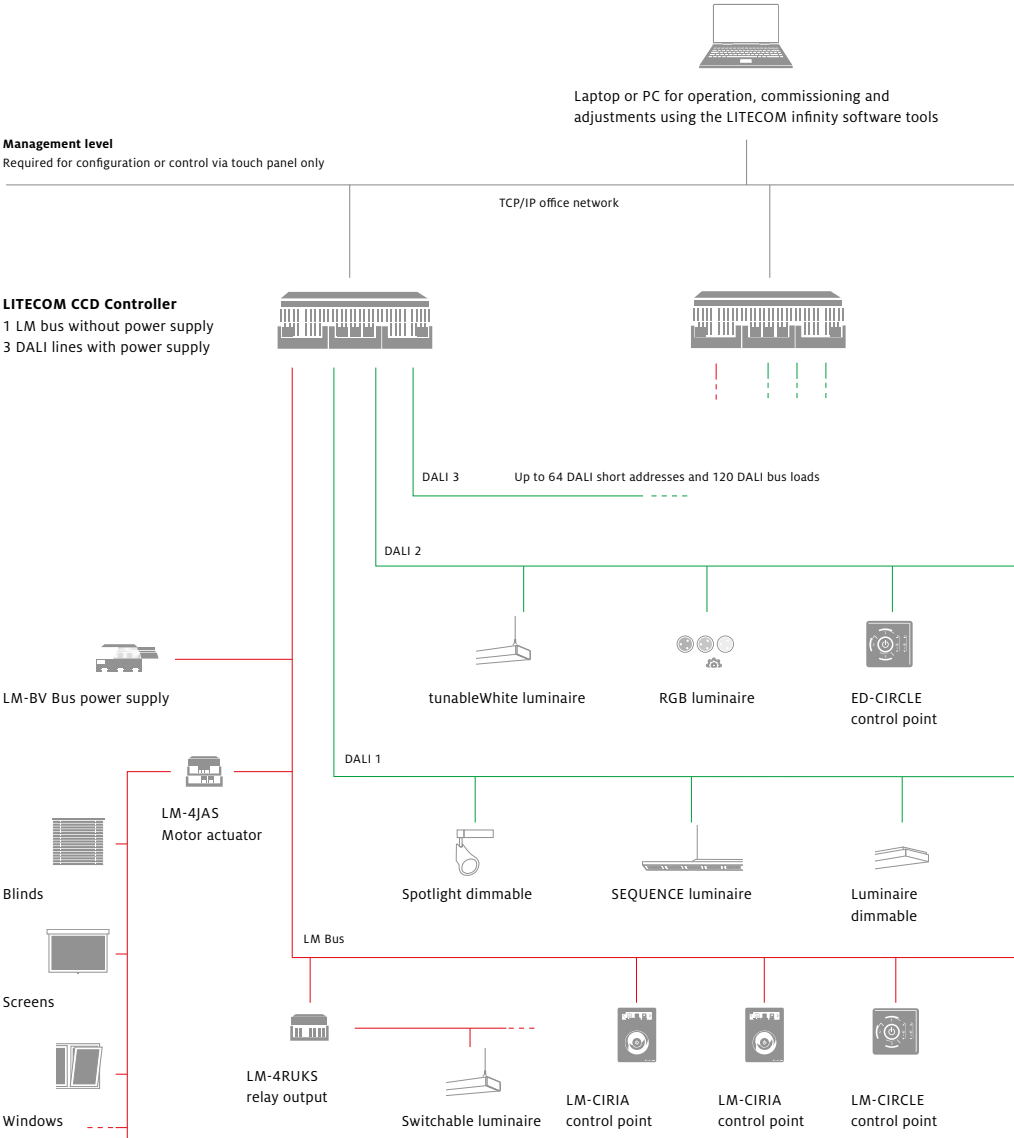 Laptop or PC for operation, commissioning and
adjustments using the LITECOM infinity software tools
Management level
Required for configuration or control via touch panel only
TCP/IP office network
LITECOM CCD Controller
1 LM bus without power supply
3 DALI lines with power supply
DALI 3
Up to 64 DALI short addresses and 120 DALI bus loads
DALI 2
LM-BV Bus power supply
tunableWhite luminaire
RGB luminaire
ED-CIRCLE
control point
DALI 1
LM-4JAS
Motor actuator
Blinds
Spotlight dimmable
SEQUENCE luminaire
Luminaire
dimmable
LM Bus
Screens
LM-4RUKS
relay output
Windows
Switchable luminaire
LM-CIRIA
control point
LM-CIRIA
control point
LM-CIRCLE
control point